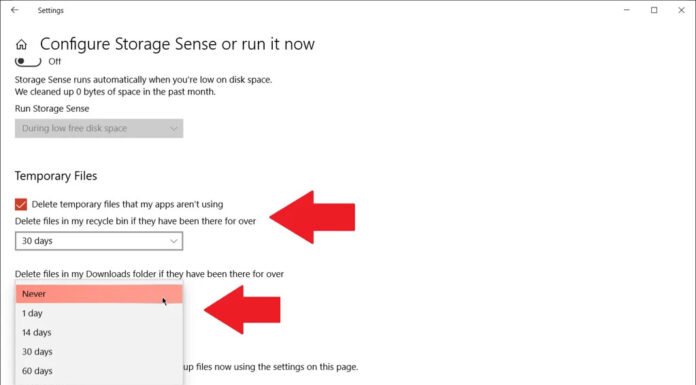 Settings
Configure Storage Sense or run it now
Off
Storage Sense runs automatically when you're low on disk space.
We cleaned up 0 bytes of space in the past month.
Run Storage Sense
During low free disk space
Temporary Files
Delete temporary files that my apps aren't using
Delete files in my recycle bin if they have been there for over
30 days
Delete files in my Downloads folder if they have been there for over
Never
1 day
14 days
30 days
60 days
up files now using the settings on this page.